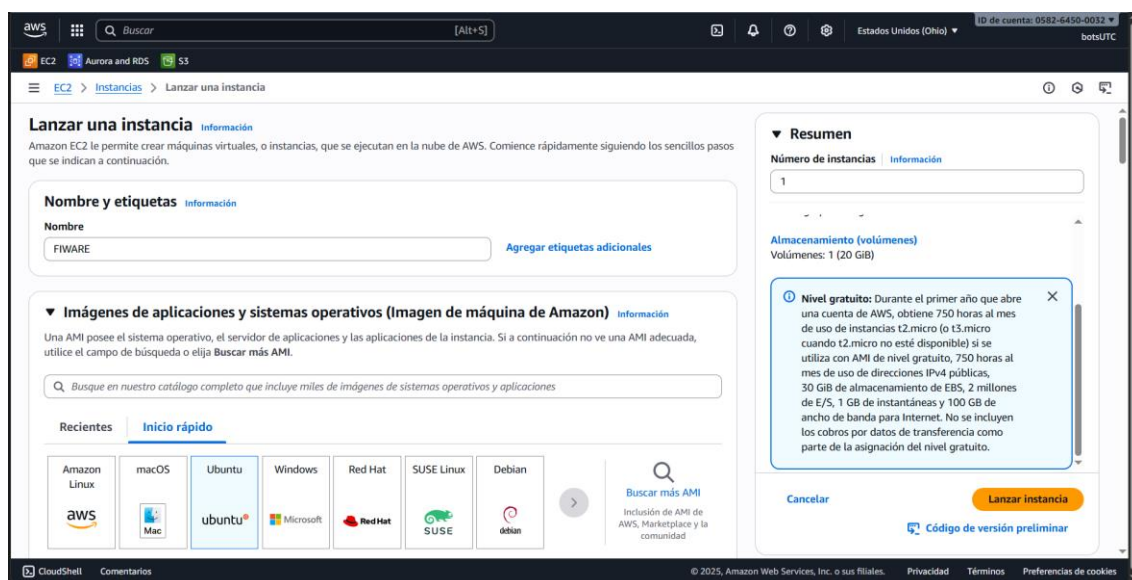 aws
Buscar
[Alt+S]
Estados Unidos (Ohio) ▼
ID de cuenta: 0582-6450-0032 ▼
botsUTC
EC2
Aurora and RDS
S3
EC2 > Instancias > Lanzar una instancia
Lanzar una instancia Información
Amazon EC2 le permite crear máquinas virtuales, o instancias, que se ejecutan en la nube de AWS. Comience rápidamente siguiendo los sencillos pasos
que se indican a continuación.
Nombre y etiquetas Información
Nombre
FIWARE
Agregar etiquetas adicionales
▼ Imágenes de aplicaciones y sistemas operativos (Imagen de máquina de Amazon) Información
Una AMI posee el sistema operativo, el servidor de aplicaciones y las aplicaciones de la instancia. Si a continuación no ve una AMI adecuada,
utilice el campo de búsqueda o elija Buscar más AMI.
Busque en nuestro catálogo completo que incluye miles de imágenes de sistemas operativos y aplicaciones
Recientes
Inicio rápido
Amazon
Linux
aws
macOS
Mac
Ubuntu
ubuntu
Windows
Microsoft
Red Hat
Red Hat
SUSE Linux
SUSE
Debian
debian
Buscar más AMI
Inclusión de AMI de
AWS, Marketplace y la
comunidad
▼ Resumen
Número de instancias | Información
1
Almacenamiento (volúmenes)
Volúmenes: 1 (20 GiB)
Nivel gratuito: Durante el primer año que abre
una cuenta de AWS, obtiene 750 horas al mes
de uso de instancias t2.micro (o t3.micro
cuando t2.micro no esté disponible) si se
utiliza con AMI de nivel gratuito, 750 horas al
mes de uso de direcciones IPv4 públicas,
30 GiB de almacenamiento de EBS, 2 millones
de E/S, 1 GB de instantáneas y 100 GB de
ancho de banda para Internet. No se incluyen
los cobros por datos de transferencia como
parte de la asignación del nivel gratuito.
Cancelar
Lanzar instancia
Código de versión preliminar
CloudShell
Comentarios
© 2025, Amazon Web Services, Inc. o sus filiales.
Privacidad
Términos
Preferencias de cookies